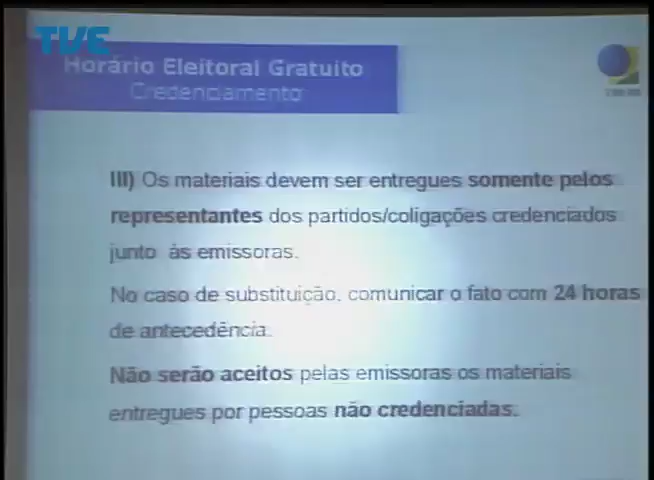 TVE
Horário Eleitoral Gratuito
Credenciamento
III) Os materiais devem ser entregues somente pelos
representantes dos partidos/coligações credenciados
junto às emissoras.
No caso de substituição, comunicar o fato com 24 horas
de antecedência.
Não serão aceitos pelas emissoras os materiais
entregues por pessoas não credenciadas.